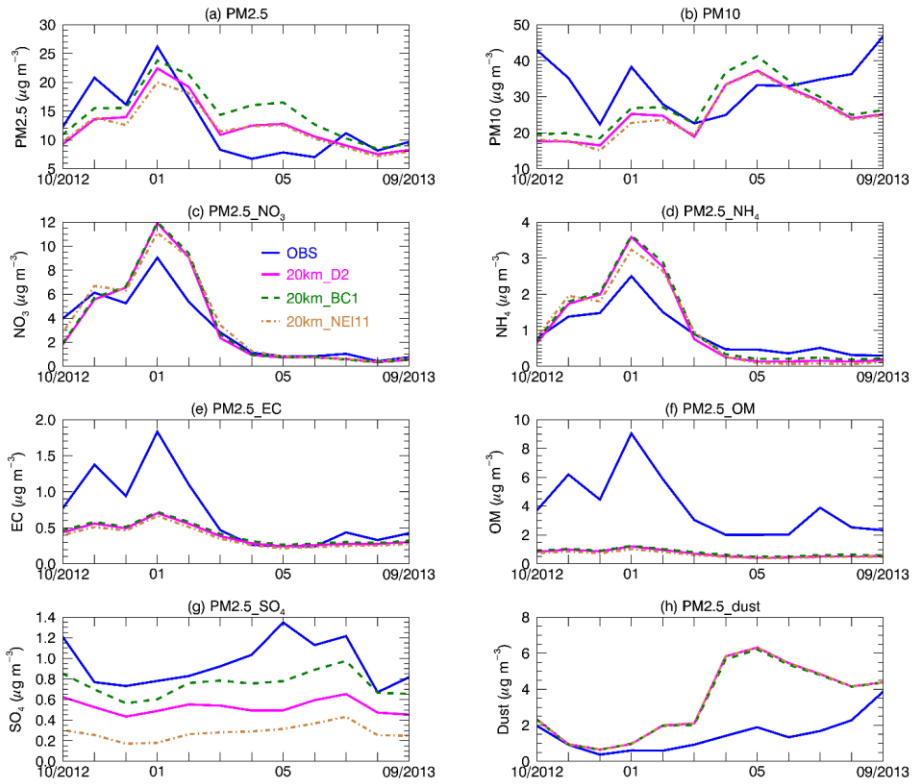 (a) PM2.5
PM2.5 (μg m⁻³)
30
25
20
15
10
5
10/2012 01 05 09/2013
(b) PM10
PM10 (μg m⁻³)
50
40
30
20
10
10/2012 01 05 09/2013
(c) PM2.5_NO₃
NO₃ (μg m⁻³)
12
10
8
6
4
2
0
OBS
20km_D2
20km_BC1
20km_NEI11
10/2012 01 05 09/2013
(d) PM2.5_NH₄
NH₄ (μg m⁻³)
4
3
2
1
0
10/2012 01 05 09/2013
(e) PM2.5_EC
EC (μg m⁻³)
2.0
1.5
1.0
0.5
0.0
10/2012 01 05 09/2013
(f) PM2.5_OM
OM (μg m⁻³)
10
8
6
4
2
0
10/2012 01 05 09/2013
(g) PM2.5_SO₄
SO₄ (μg m⁻³)
1.4
1.2
1.0
0.8
0.6
0.4
0.2
0.0
10/2012 01 05 09/2013
(h) PM2.5_dust
Dust (μg m⁻³)
8
6
4
2
0
10/2012 01 05 09/2013